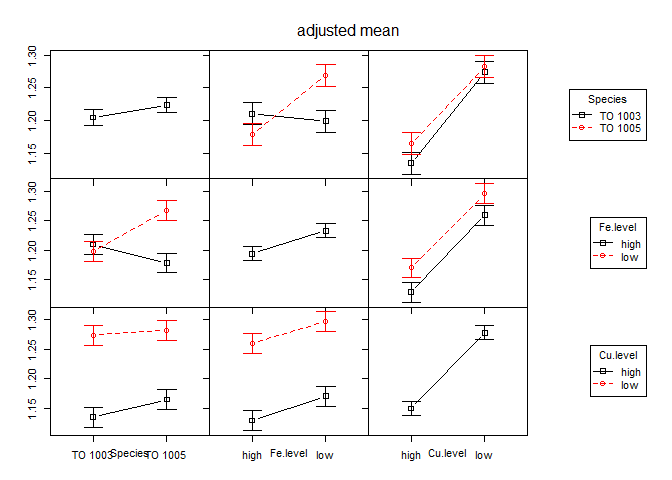 adjusted mean
1.15 1.20 1.25 1.30
Species
TO 1003
TO 1005
1.15 1.20 1.25 1.30
Fe.level
high
low
1.15 1.20 1.25 1.30
Cu.level
high
low
TO 1003 Species TO 1005 high Fe.level low high Cu.level low